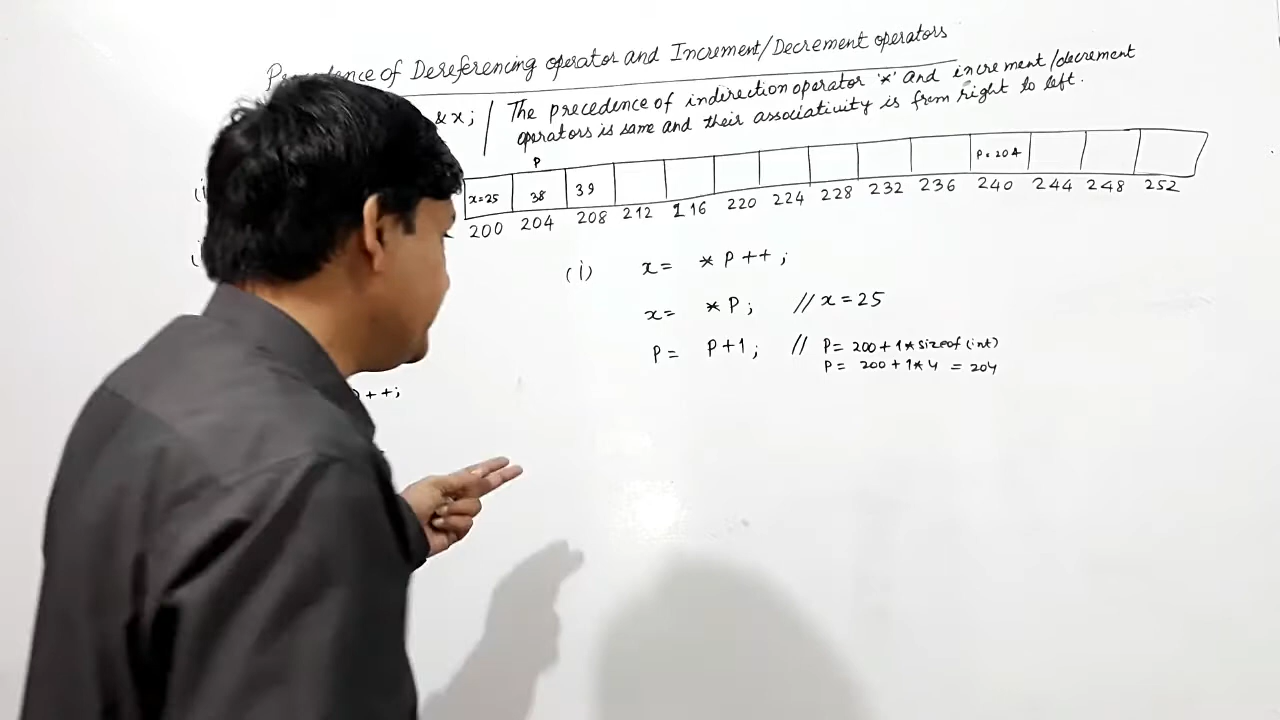 of Dereferencing operator and Increment/Decrement operators
&x; | The precedence of indirection operator '*' and increment/decrement
operators is same and their associativity is from right to left.
P
x=25 38 39 P=204
200 204 208 212 216 220 224 228 232 236 240 244 248 252
(i) x= *P++;
x= *P; // x=25
P= P+1; // P= 200+1*sizeof(int)
P= 200+1*4 = 204
++;